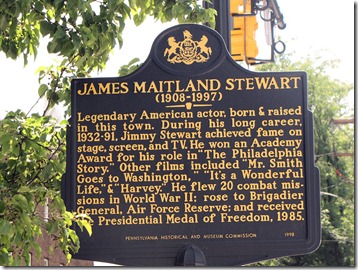 JAMES MAITLAND STEWART
(1908-1997)
Legendary American actor, born & raised
in this town. During his long career,
1932-91, Jimmy Stewart achieved fame on
stage, screen, and TV. He won an Academy
Award for his role in "The Philadelphia
Story." Other films included "Mr. Smith
Goes to Washington," "It's a Wonderful
Life," & "Harvey." He flew 20 combat mis-
sions in World War II; rose to Brigadier
General, Air Force Reserve; and received
the Presidential Medal of Freedom, 1985.
PENNSYLVANIA HISTORICAL AND MUSEUM COMMISSION 1998